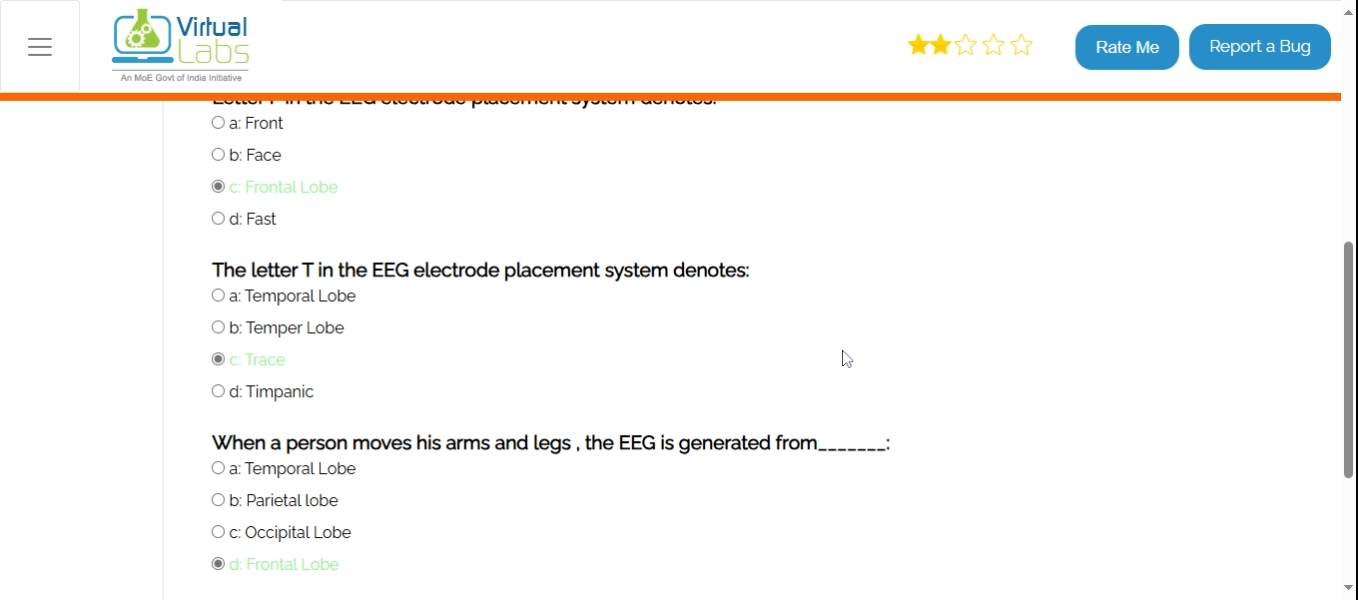 Virtual
Labs
An MoE Govt of India Initiative
Rate Me
Report a Bug
Letter F in the EEG electrode placement system denotes:
a: Front
b: Face
c: Frontal Lobe
d: Fast
The letter T in the EEG electrode placement system denotes:
a: Temporal Lobe
b: Temper Lobe
c: Trace
d: Timpanic
When a person moves his arms and legs , the EEG is generated from_______:
a: Temporal Lobe
b: Parietal lobe
c: Occipital Lobe
d: Frontal Lobe